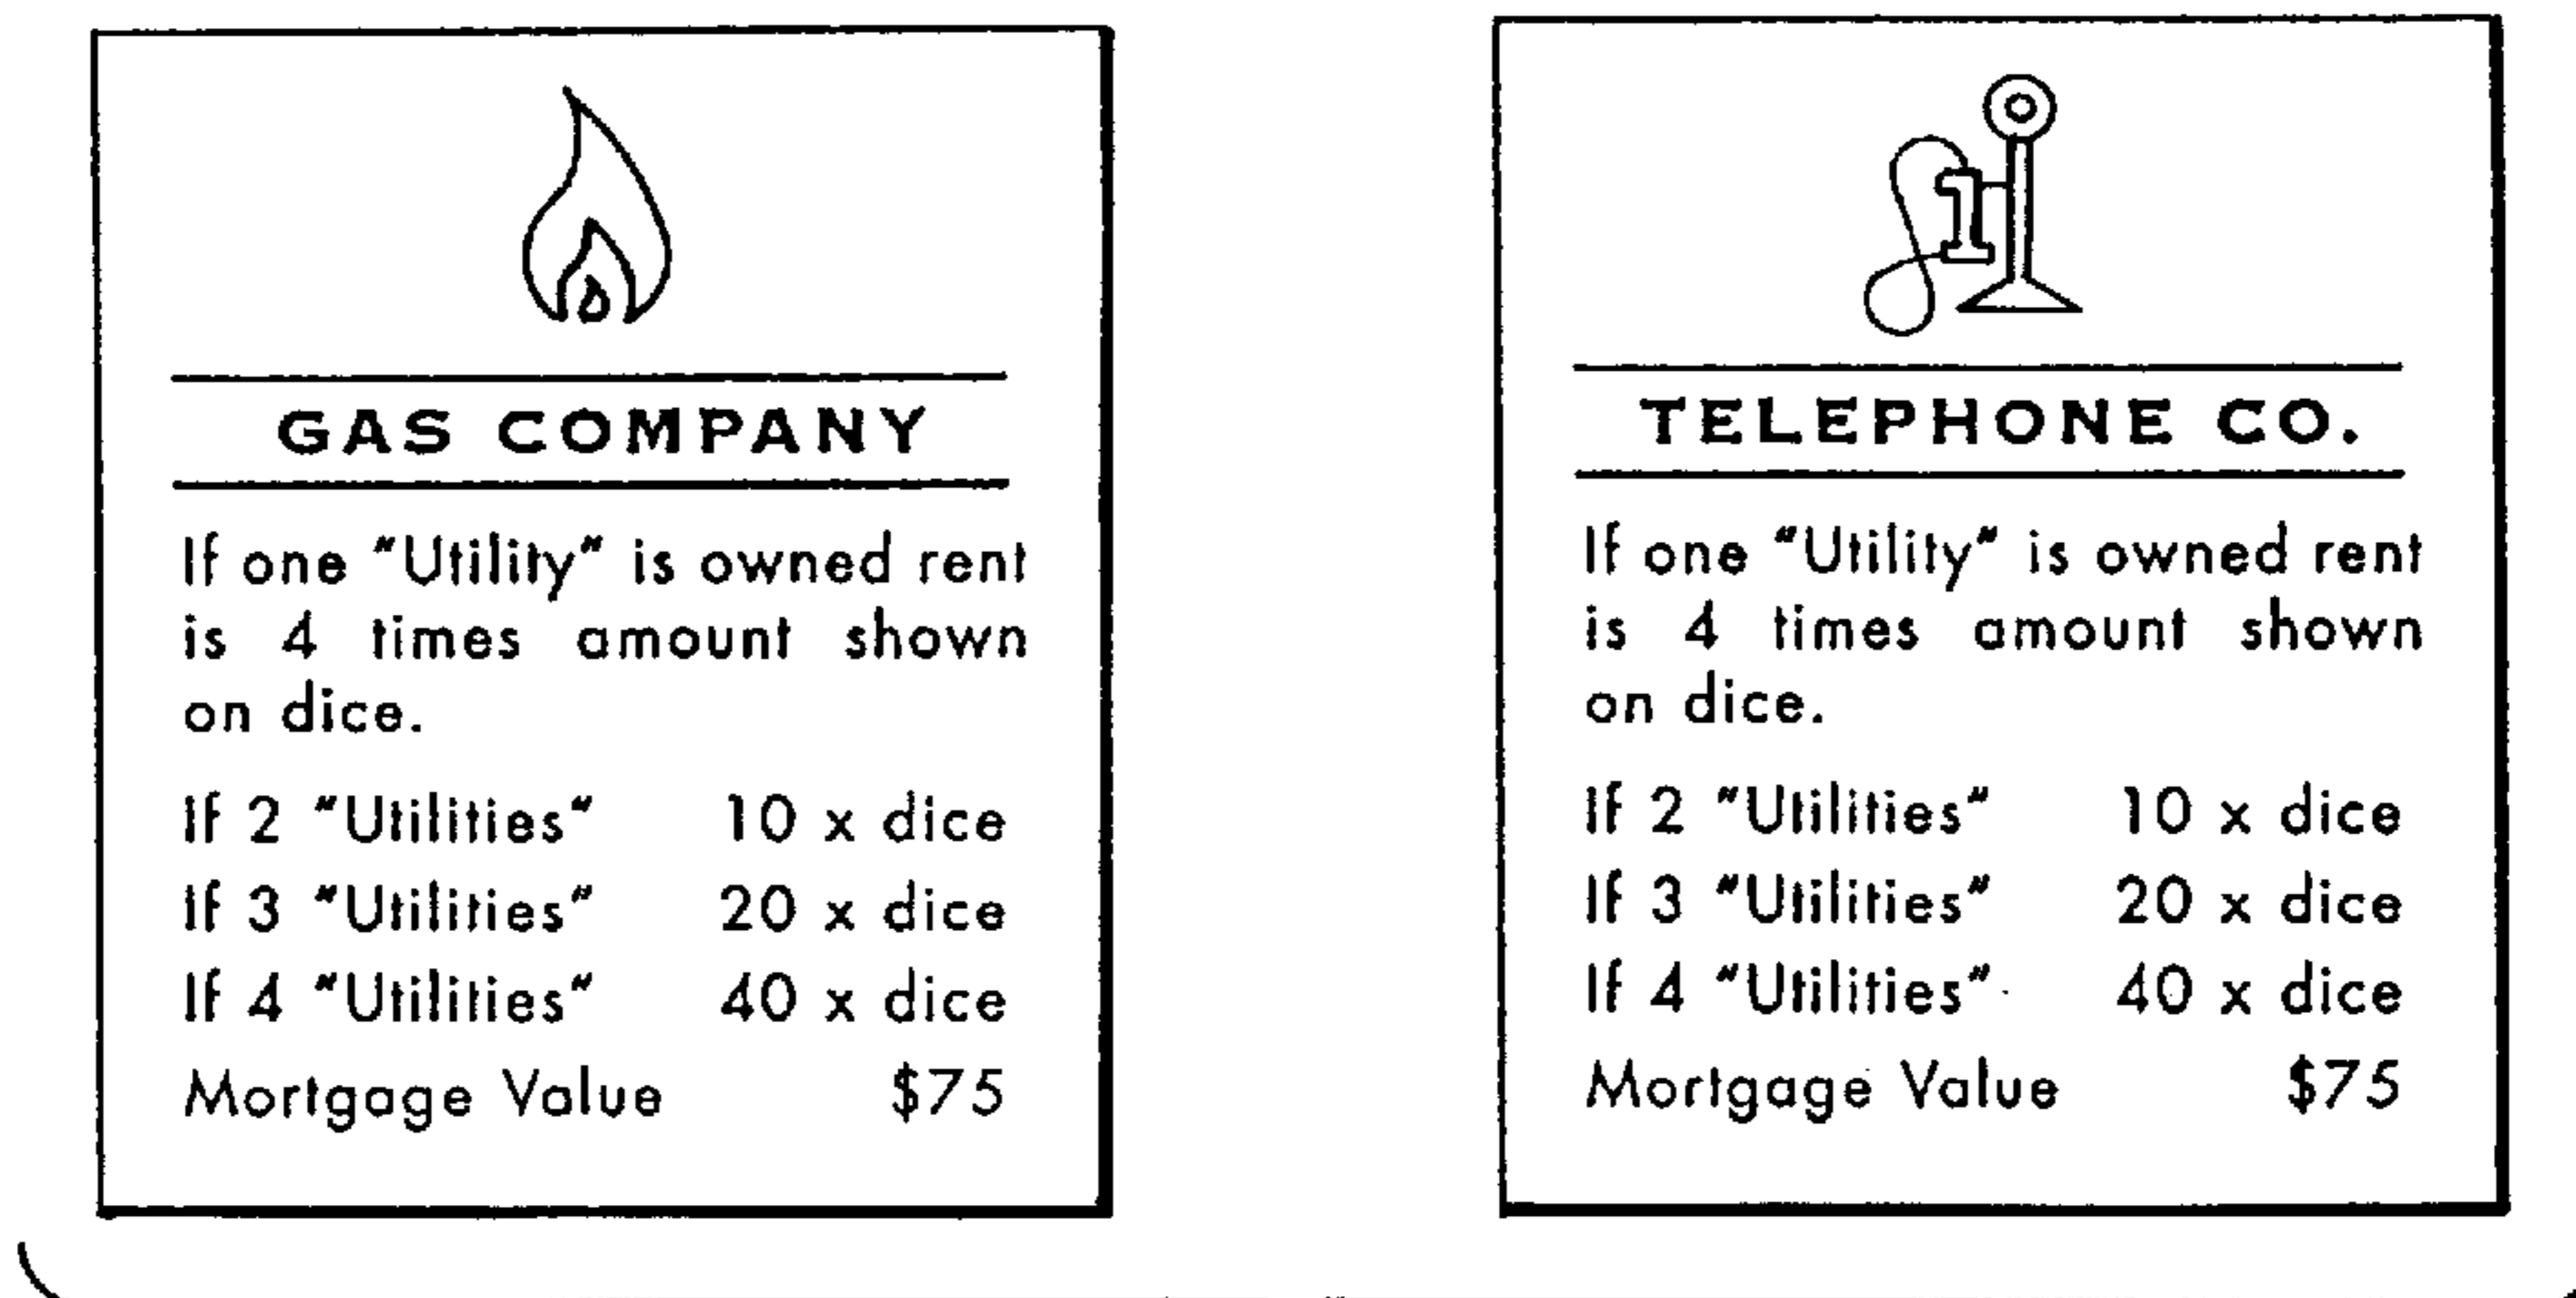 GAS COMPANY
If one "Utility" is owned rent
is 4 times amount shown
on dice.
If 2 "Utilities" 10 x dice
If 3 "Utilities" 20 x dice
If 4 "Utilities" 40 x dice
Mortgage Value $75
TELEPHONE CO.
If one "Utility" is owned rent
is 4 times amount shown
on dice.
If 2 "Utilities" 10 x dice
If 3 "Utilities" 20 x dice
If 4 "Utilities" 40 x dice
Mortgage Value $75